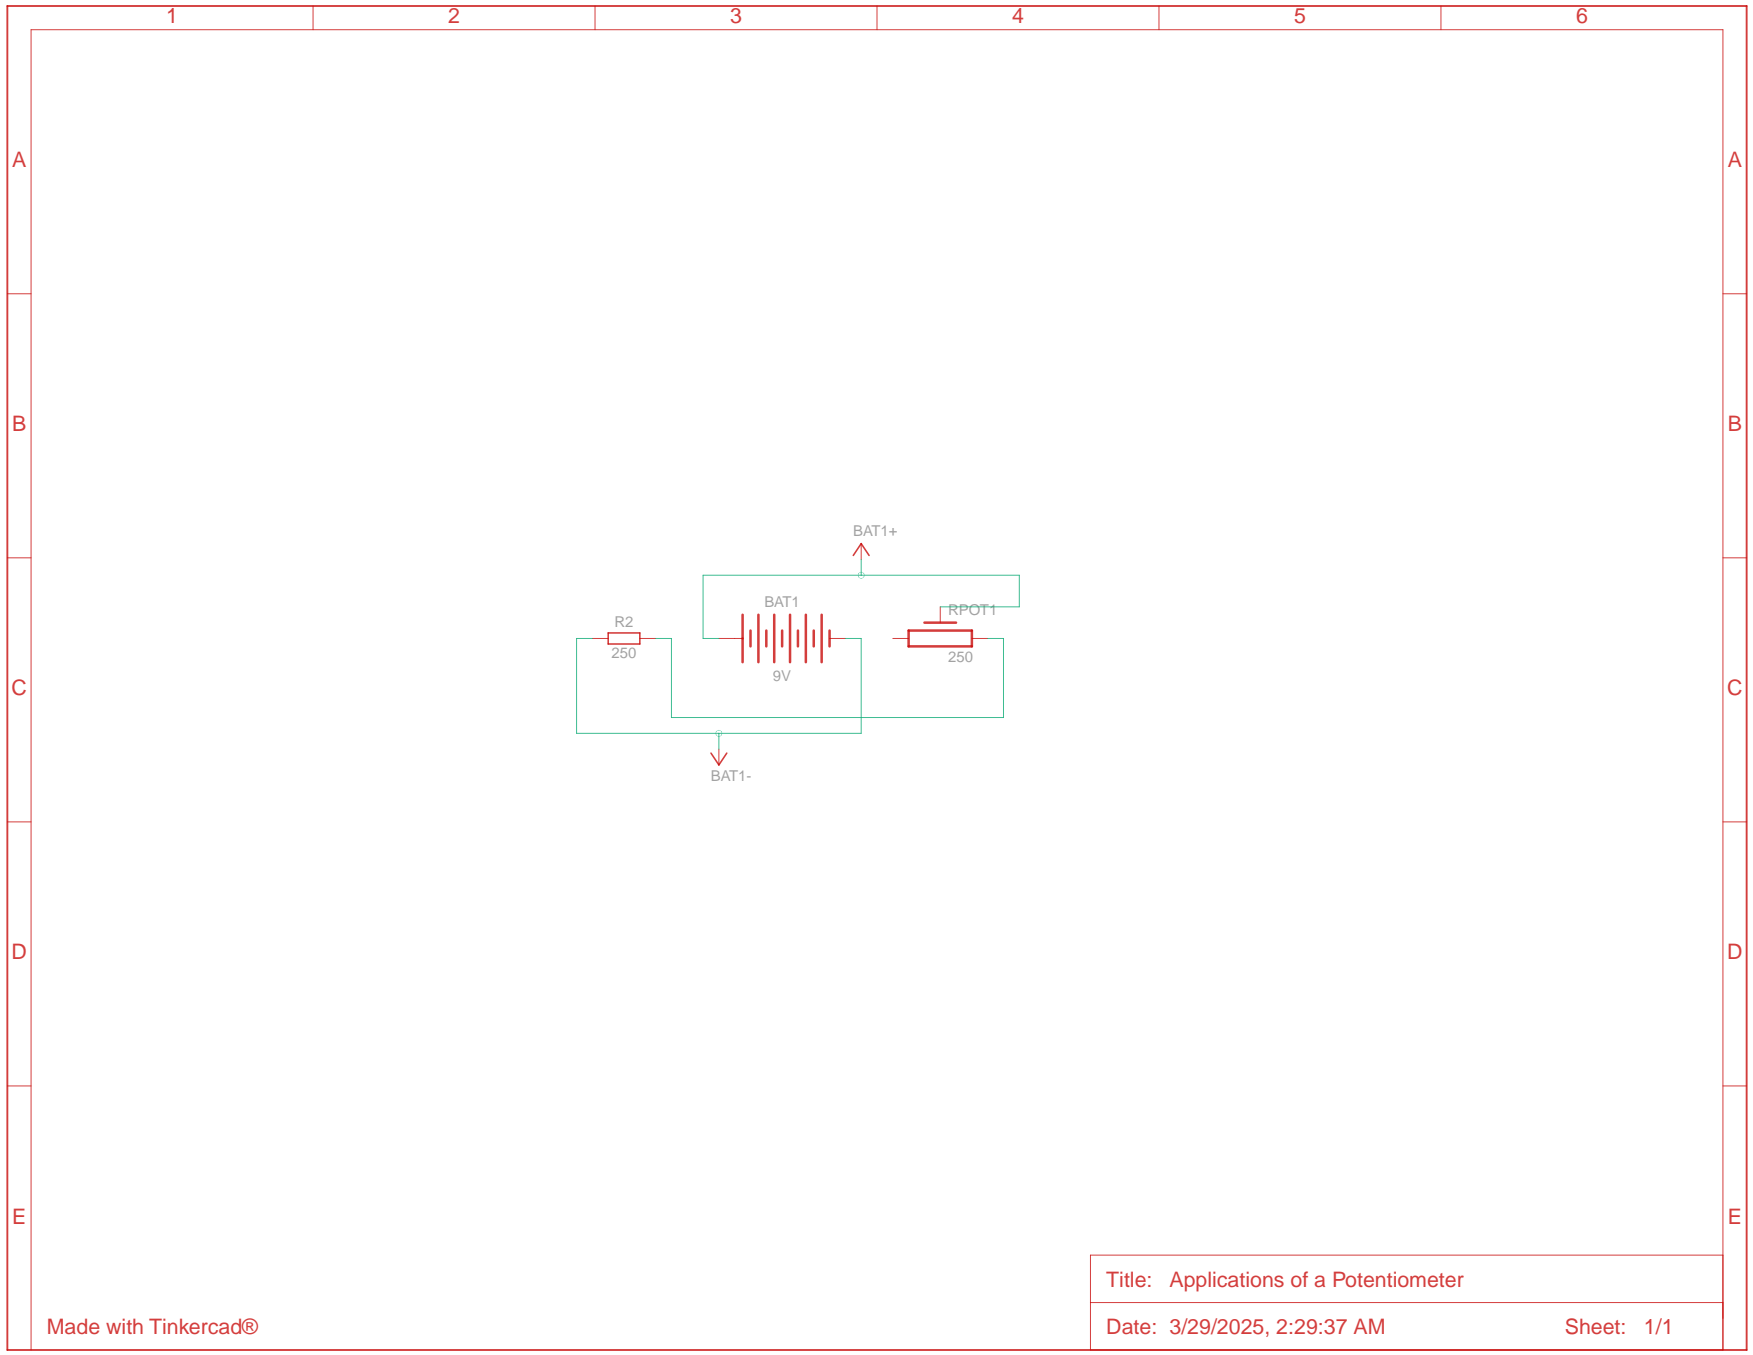 1 2 3 4 5 6
A A
B B
BAT1+
BAT1
RPOT1
R2
250
250
9V
C C
BAT1-
D D
E E
Title: Applications of a Potentiometer
Made with Tinkercad®
Date: 3/29/2025, 2:29:37 AM Sheet: 1/1